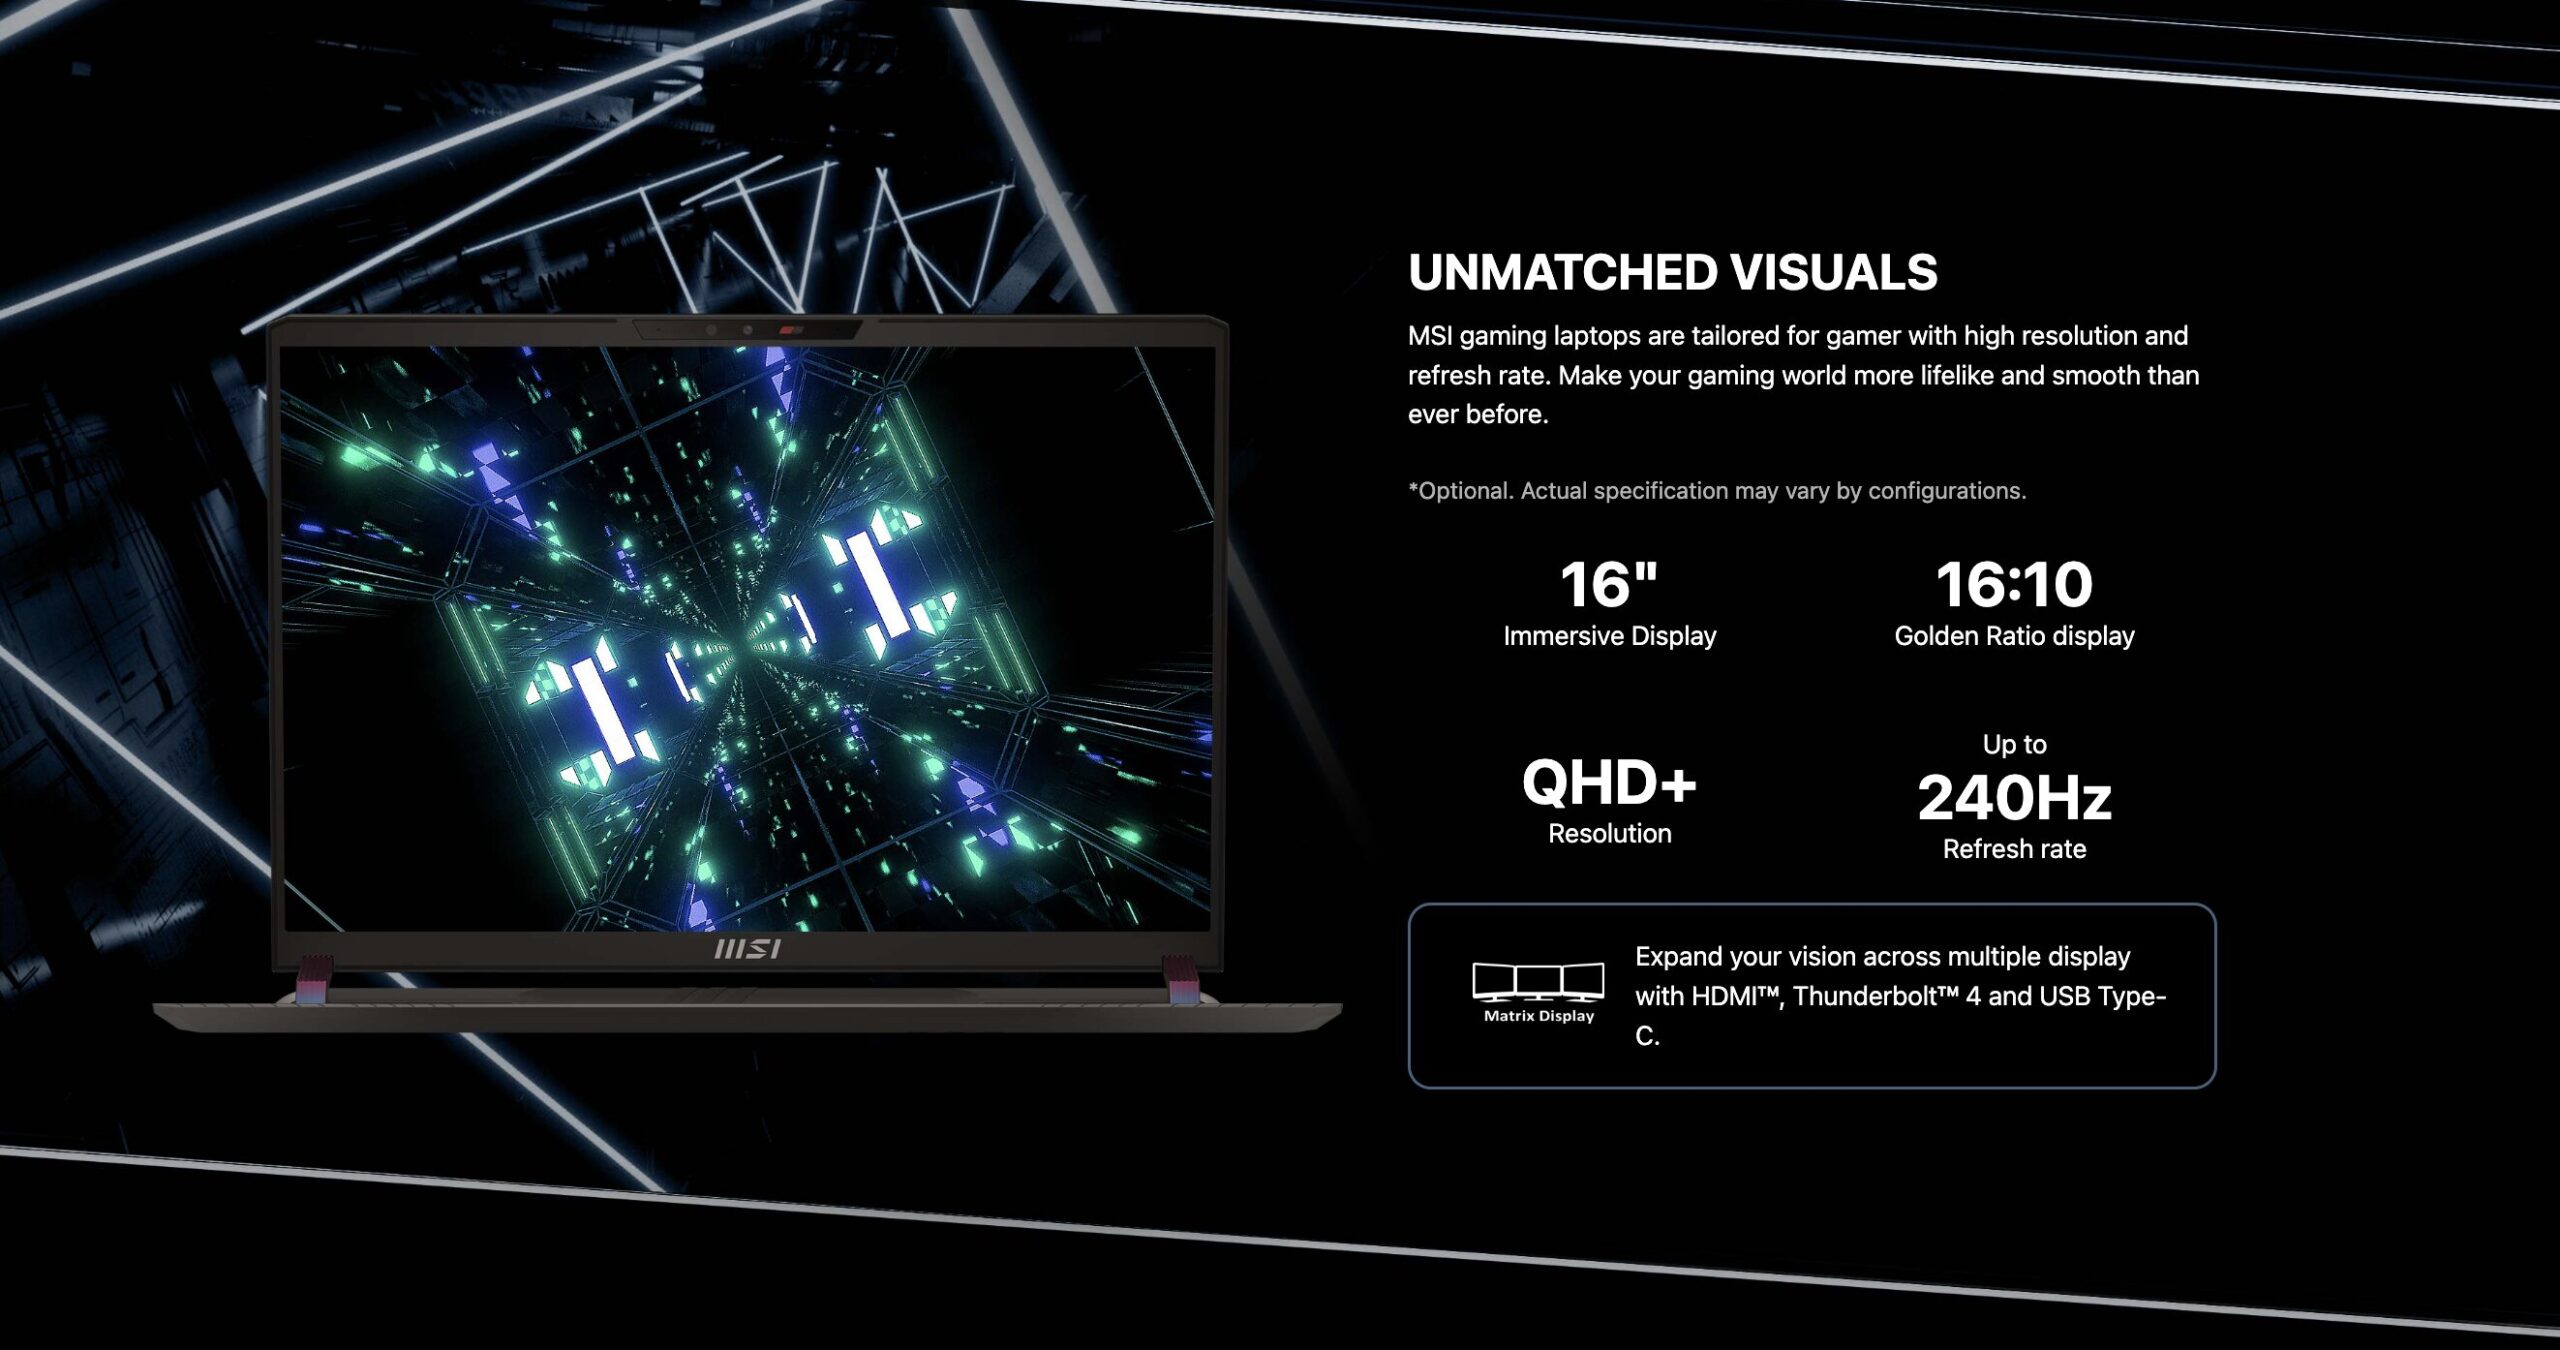 UNMATCHED VISUALS
MSI gaming laptops are tailored for gamer with high resolution and
refresh rate. Make your gaming world more lifelike and smooth than
ever before.
*Optional. Actual specification may vary by configurations.
16"
Immersive Display
16:10
Golden Ratio display
QHD+
Resolution
Up to
240Hz
Refresh rate
Matrix Display
Expand your vision across multiple display
with HDMI™, Thunderbolt™ 4 and USB Type-
C.
msi